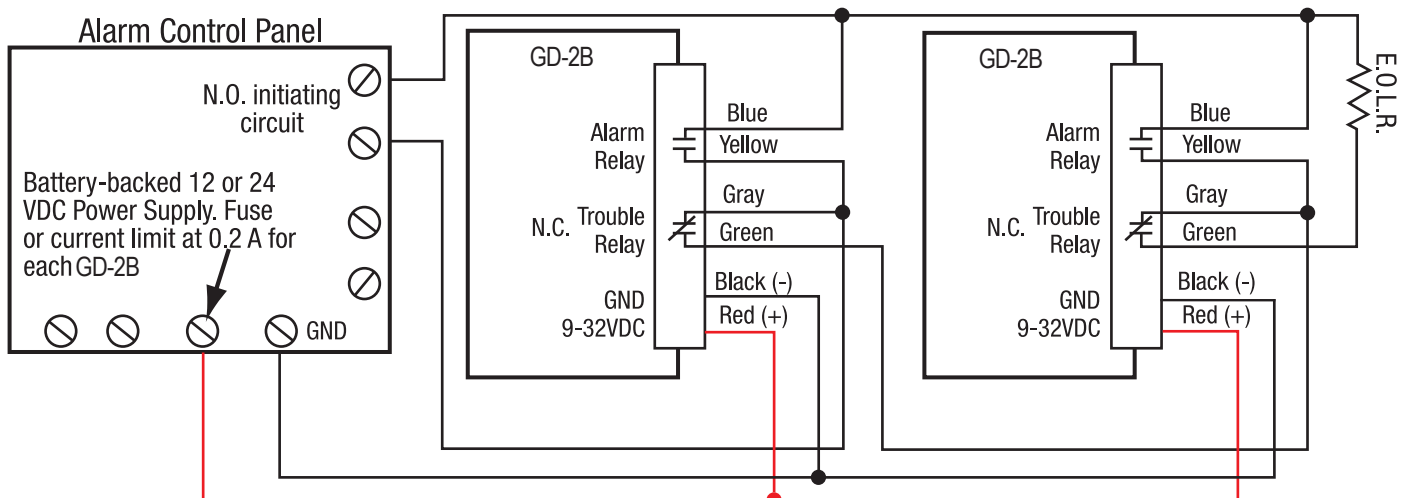 Alarm Control Panel
N.O. initiating
circuit
Battery-backed 12 or 24
VDC Power Supply. Fuse
or current limit at 0.2 A for
each GD-2B
GND
GD-2B
Alarm
Relay
Blue
Yellow
N.C. Trouble
Relay
Gray
Green
GND
9-32VDC
Black (-)
Red (+)
GD-2B
Alarm
Relay
Blue
Yellow
N.C. Trouble
Relay
Gray
Green
GND
9-32VDC
Black (-)
Red (+)
E.O.L.R.